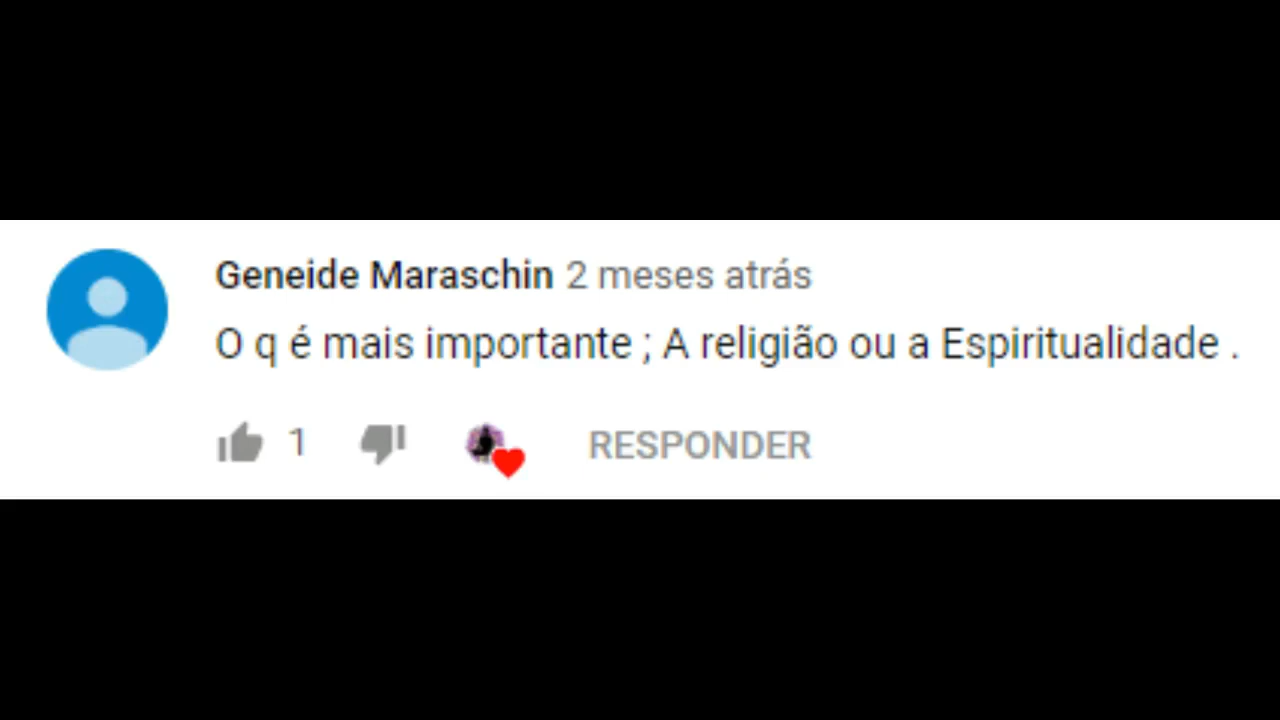 Geneide Maraschin 2 meses atrás
O q é mais importante ; A religião ou a Espiritualidade .
1 RESPONDER